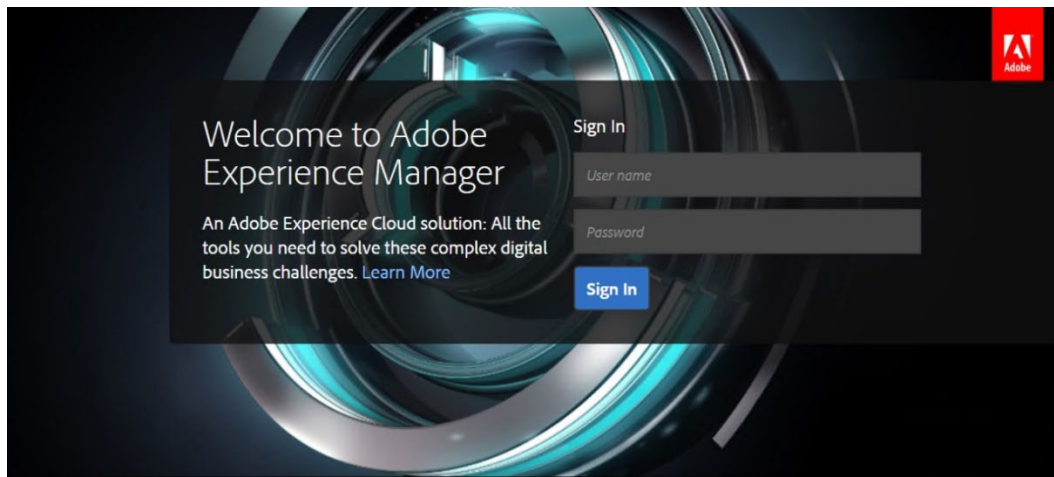 Adobe
Welcome to Adobe
Experience Manager
An Adobe Experience Cloud solution: All the
tools you need to solve these complex digital
business challenges. Learn More
Sign In
User name
Password
Sign In